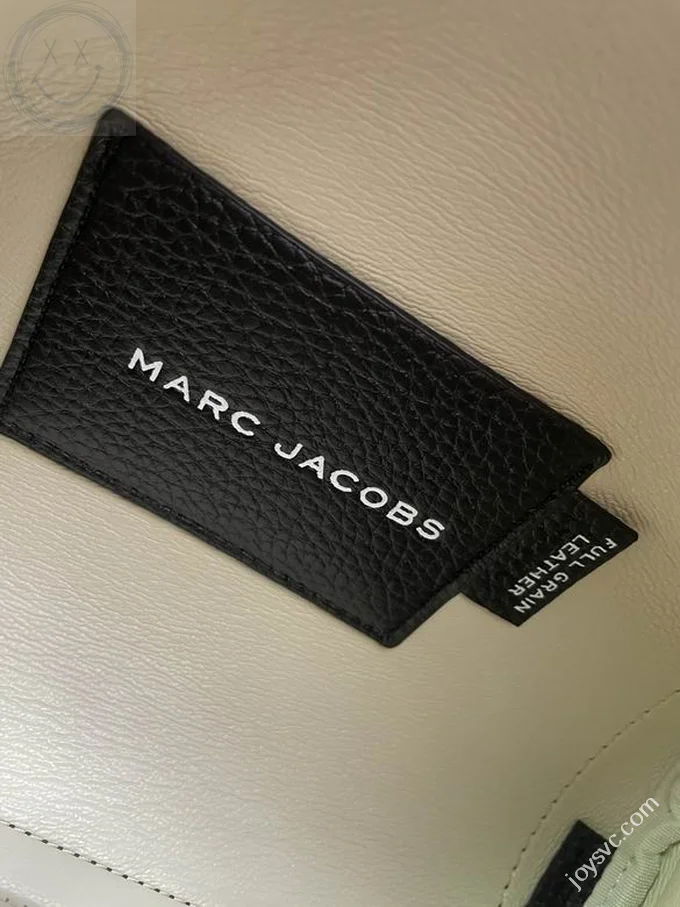 MARC JACOBS
FULL GRAIN
LEATHER
joysvc.com